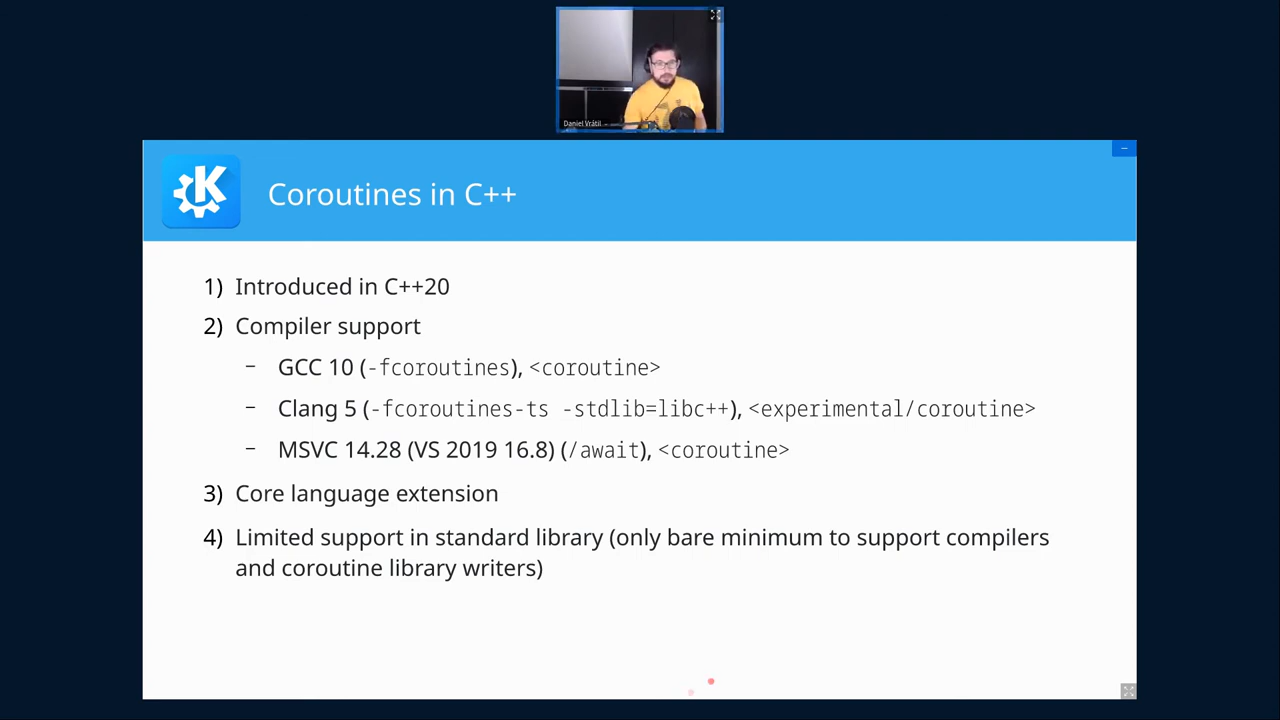 Daniel Vrátil
Coroutines in C++
1) Introduced in C++20
2) Compiler support
– GCC 10 (-fcoroutines), <coroutine>
– Clang 5 (-fcoroutines-ts -stdlib=libc++), <experimental/coroutine>
– MSVC 14.28 (VS 2019 16.8) (/await), <coroutine>
3) Core language extension
4) Limited support in standard library (only bare minimum to support compilers
and coroutine library writers)